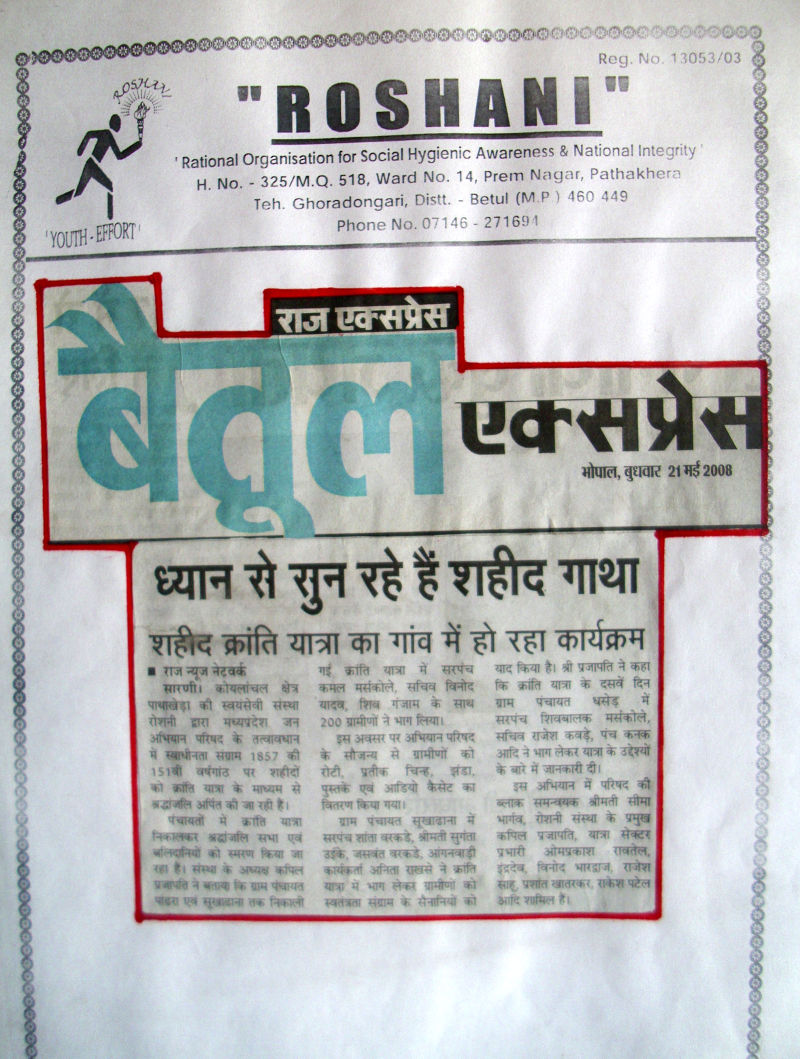 Reg. No. 13053/03
ROSHANI
"ROSHANI"
'Rational Organisation for Social Hygienic Awareness & National Integrity'
H. No. - 325/M.Q. 518, Ward No. 14, Prem Nagar, Pathakhera
Teh. Ghoradongari, Distt. - Betul (M.P.) 460 449
Phone No. 07146 - 271694
'YOUTH - EFFORT'
राज एक्सप्रेस
बैतूल
एक्सप्रेस
भोपाल, बुधवार 21 मई 2008
ध्यान से सुन रहे हैं शहीद गाथा
शहीद क्रांति यात्रा का गांव में हो रहा कार्यक्रम
■ राज न्यूज नेटवर्क
सारणी। कोयलांचल क्षेत्र
पाथाखेड़ा की स्वयंसेवी संस्था
रोशनी द्वारा मध्यप्रदेश जन
अभियान परिषद के तत्वावधान
में स्वाधीनता संग्राम 1857 की
151वीं वर्षगांठ पर शहीदों
को क्रांति यात्रा के माध्यम से
श्रद्धांजलि अर्पित की जा रही है।
पंचायतों में क्रांति यात्रा
निकालकर श्रद्धांजलि सभा एवं
बलिदानियों को स्मरण किया जा
रहा है। संस्था के अध्यक्ष कपिल
प्रजापति ने बताया कि ग्राम पंचायत
पांढरा एवं सूखाढाना तक निकाली
गई क्रांति यात्रा में सरपंच
कमल मर्सकोले, सचिव विनोद
यादव, शिव गंजाम के साथ
200 ग्रामीणों ने भाग लिया।
इस अवसर पर अभियान परिषद
के सौजन्य से ग्रामीणों को
रोटी, प्रतीक चिन्ह, झंडा,
पुस्तकें एवं आडियो कैसेट का
वितरण किया गया।
ग्राम पंचायत सूखाढाना में
सरपंच शांता वरकडे, श्रीमती सुगंता
उइके, जसवंत वरकडे, आंगनवाड़ी
कार्यकर्ता अनिता राखसे ने क्रांति
यात्रा में भाग लेकर ग्रामीणों को
स्वतंत्रता संग्राम के सैनानियों को
याद किया है। श्री प्रजापति ने कहा
कि क्रांति यात्रा के दसवें दिन
ग्राम पंचायत धसेड़ में
सरपंच शिवबालक मर्सकोले,
सचिव राजेश कवड़े, पंच कनक
आदि ने भाग लेकर यात्रा के उद्देश्यों
के बारे में जानकारी दी।
इस अभियान में परिषद की
ब्लाक समन्वयक श्रीमती सीमा
भार्गव, रोशनी संस्था के प्रमुख
कपिल प्रजापति, यात्रा सेक्टर
प्रभारी ओमप्रकाश रावतेल,
इंद्रदेव, विनोद भारद्वाज, राजेश
साहू, प्रशांत खातरकर, राकेश पटेल
आदि शामिल हैं।